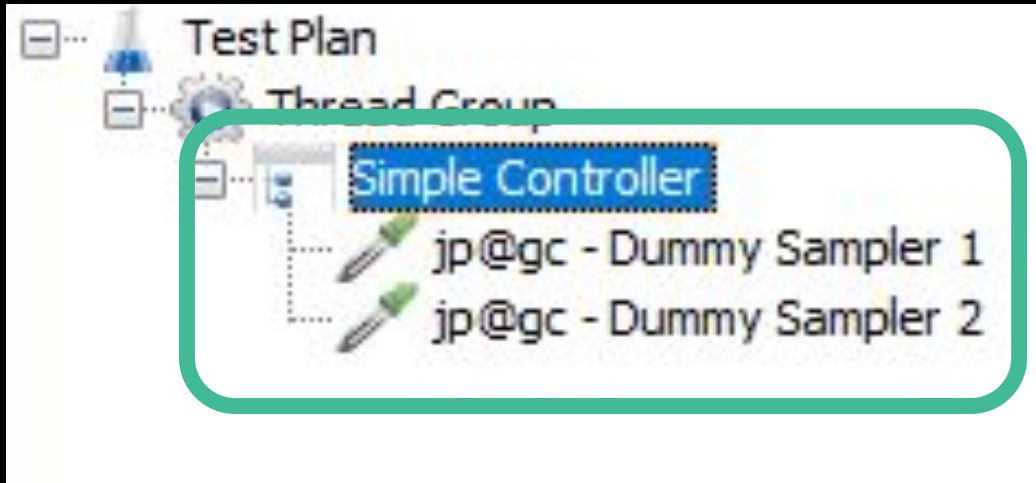 Test Plan
Thread Group
Simple Controller
jp@gc - Dummy Sampler 1
jp@gc - Dummy Sampler 2